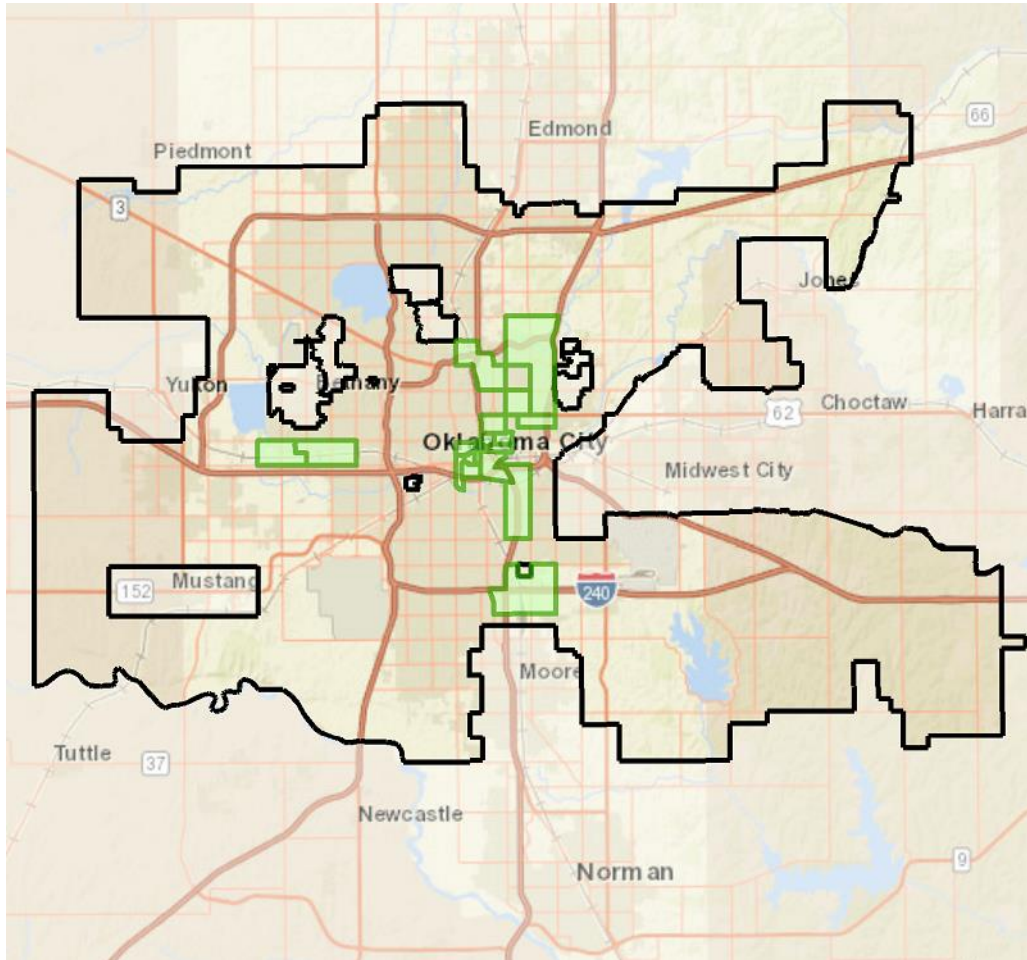 66
Edmond
Piedmont
3
Jones
Yukon
Bethany
Choctaw
62
Harra
Oklahoma City
Midwest City
Mustang
152
240
Moore
Tuttle
37
Newcastle
9
Norman